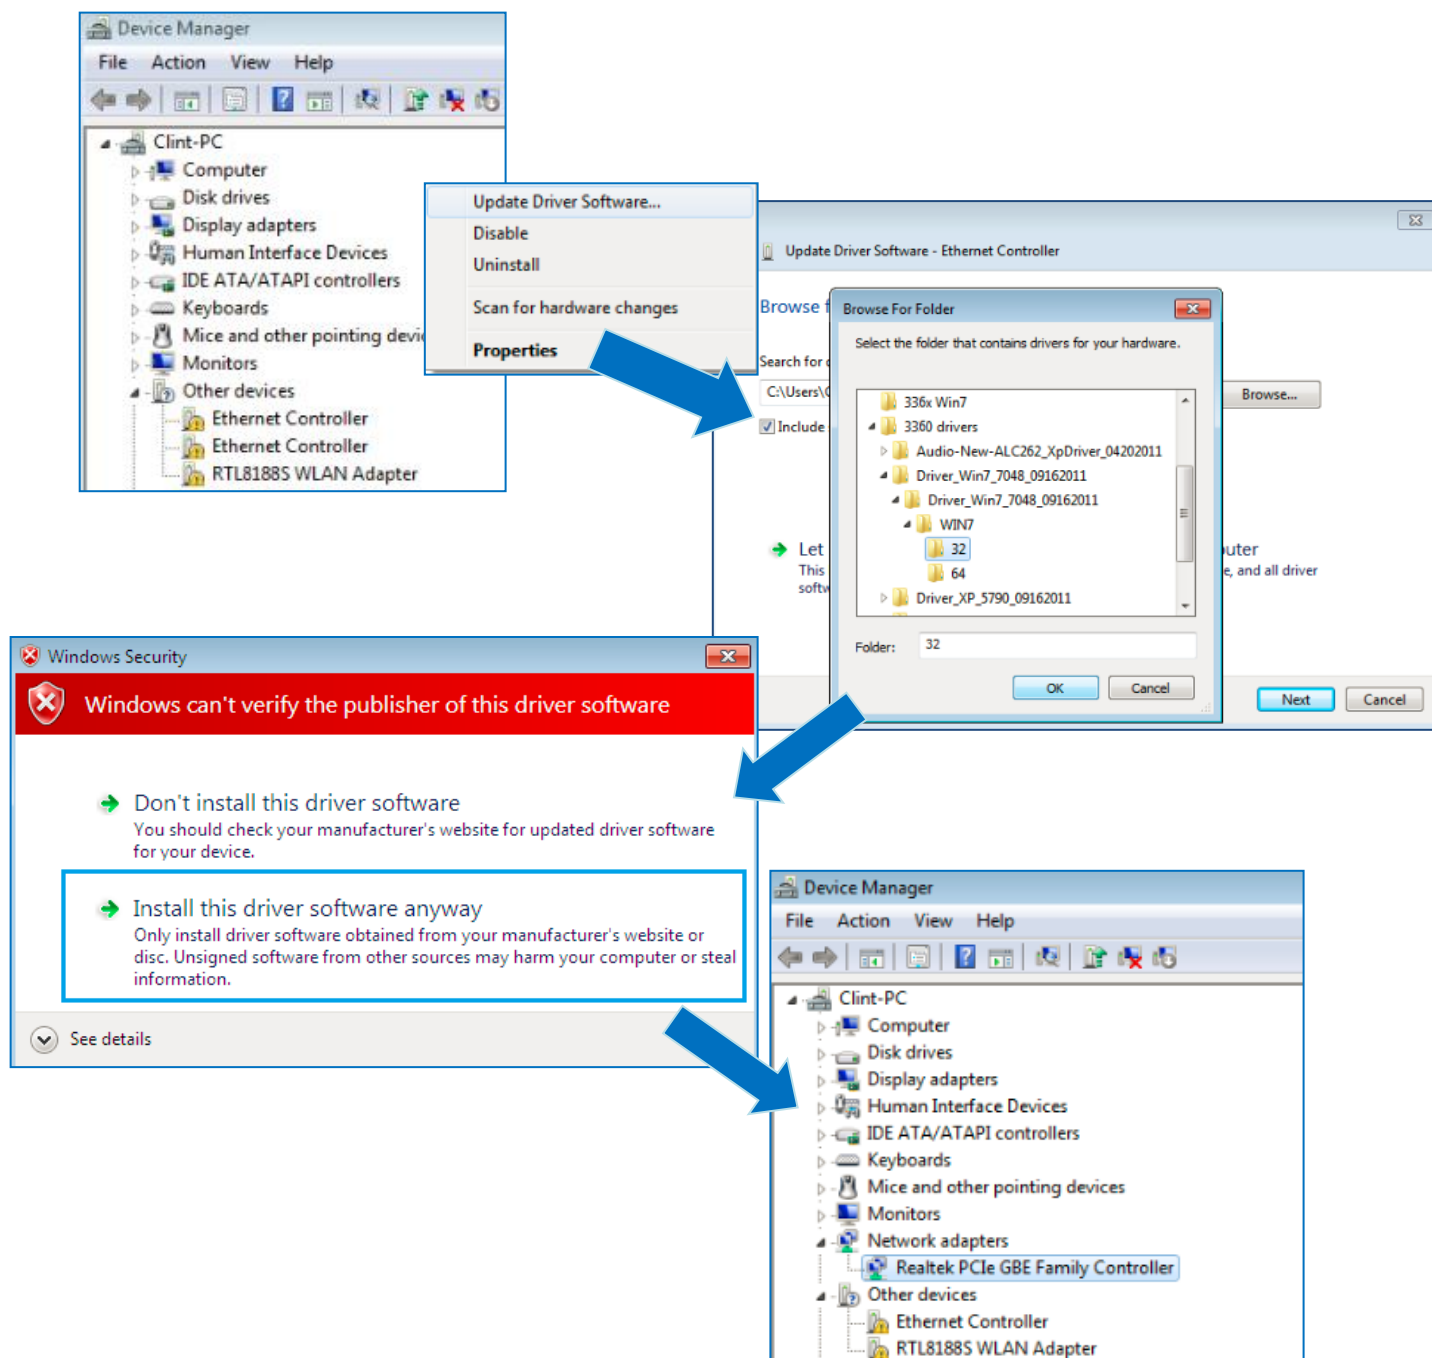 Device Manager
File Action View Help
Clint-PC
Computer
Disk drives
Display adapters
Human Interface Devices
IDE ATA/ATAPI controllers
Keyboards
Mice and other pointing devi
Monitors
Other devices
Ethernet Controller
Ethernet Controller
RTL8188S WLAN Adapter
Update Driver Software...
Disable
Uninstall
Scan for hardware changes
Properties
Update Driver Software - Ethernet Controller
Browse f
Search for
C:\Users\
Browse...
Include
Let
uter
This
e, and all driver
softw
Next Cancel
Browse For Folder
Select the folder that contains drivers for your hardware.
336x Win7
3360 drivers
Audio-New-ALC262_XpDriver_04202011
Driver_Win7_7048_09162011
Driver_Win7_7048_09162011
WIN7
32
64
Driver_XP_5790_09162011
Folder: 32
OK Cancel
Windows Security
Windows can't verify the publisher of this driver software
Don't install this driver software
You should check your manufacturer's website for updated driver software
for your device.
Install this driver software anyway
Only install driver software obtained from your manufacturer's website or
disc. Unsigned software from other sources may harm your computer or steal
information.
See details
Device Manager
File Action View Help
Clint-PC
Computer
Disk drives
Display adapters
Human Interface Devices
IDE ATA/ATAPI controllers
Keyboards
Mice and other pointing devices
Monitors
Network adapters
Realtek PCIe GBE Family Controller
Other devices
Ethernet Controller
RTL8188S WLAN Adapter